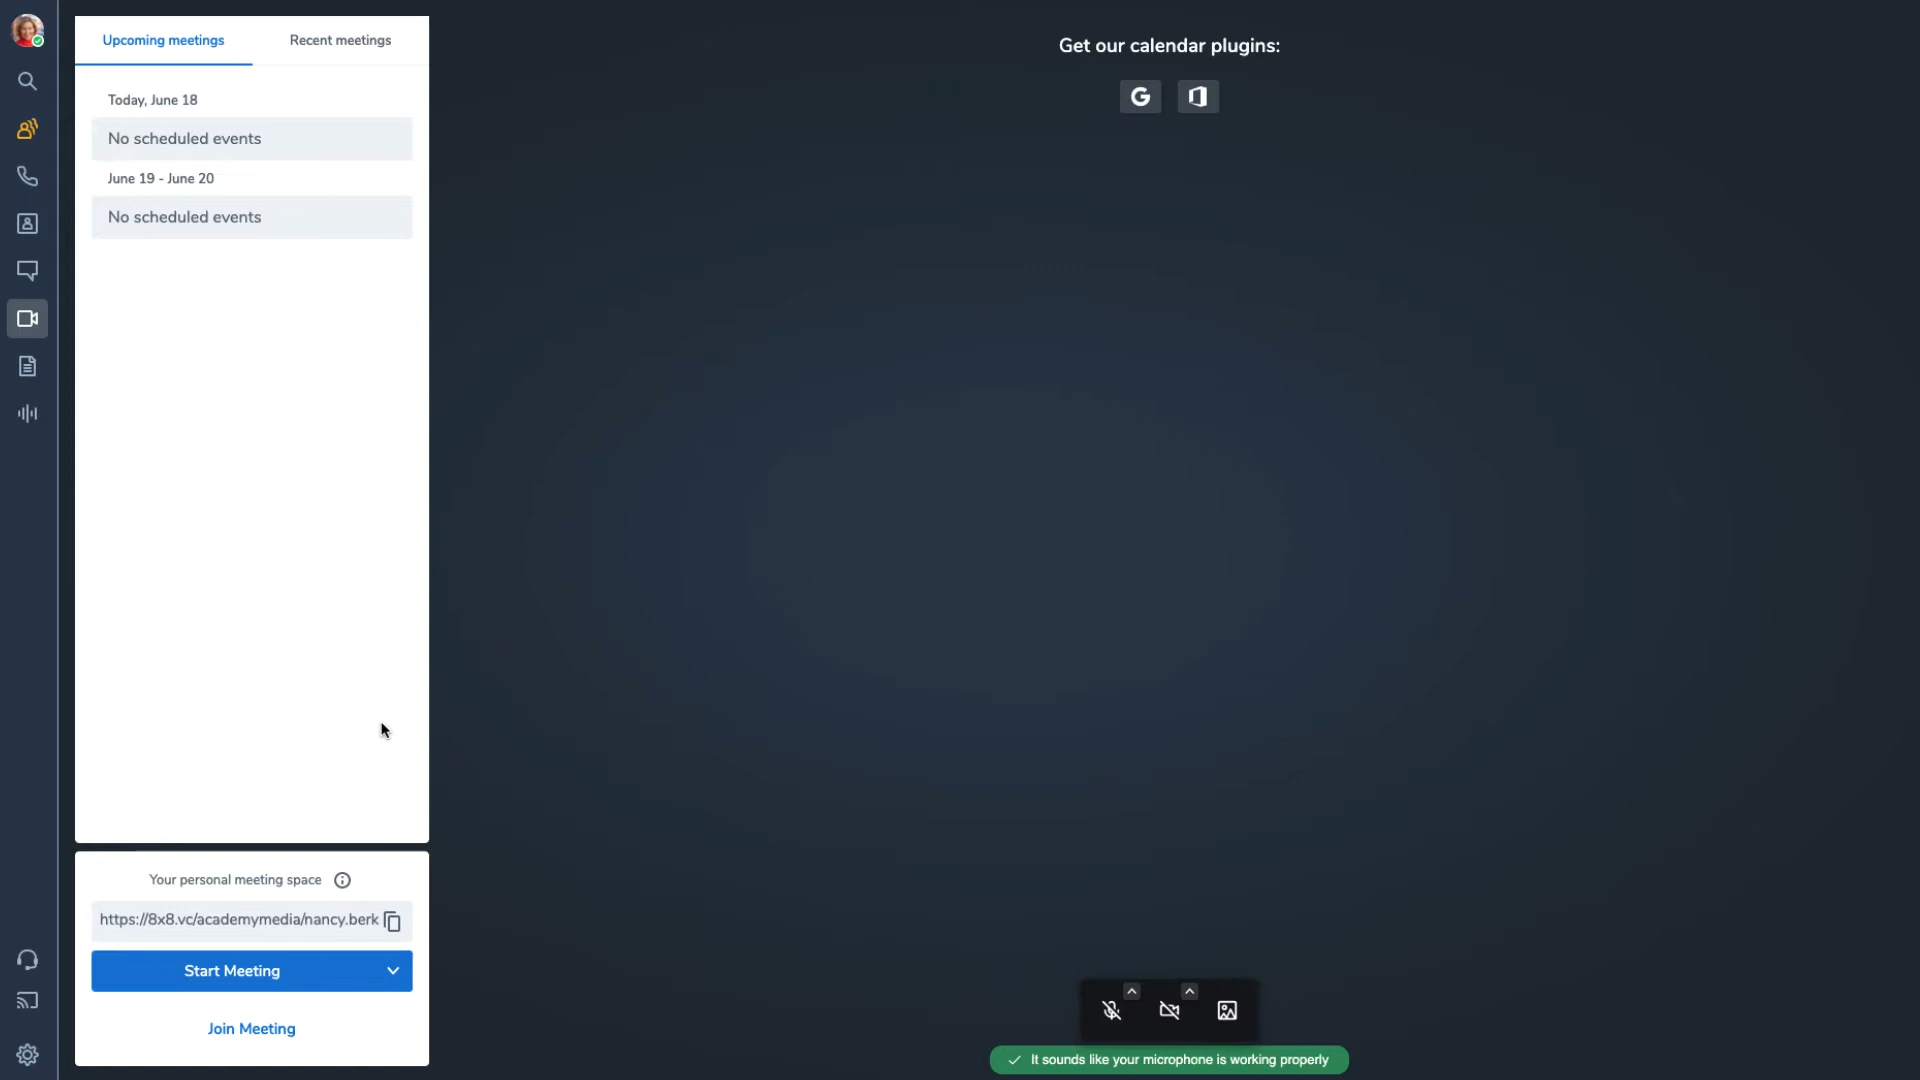 Upcoming meetings
Recent meetings
Today, June 18
No scheduled events
June 19 - June 20
No scheduled events
Your personal meeting space
https://8x8.vc/academymedia/nancy.berk
Start Meeting
Join Meeting
Get our calendar plugins:
It sounds like your microphone is working properly